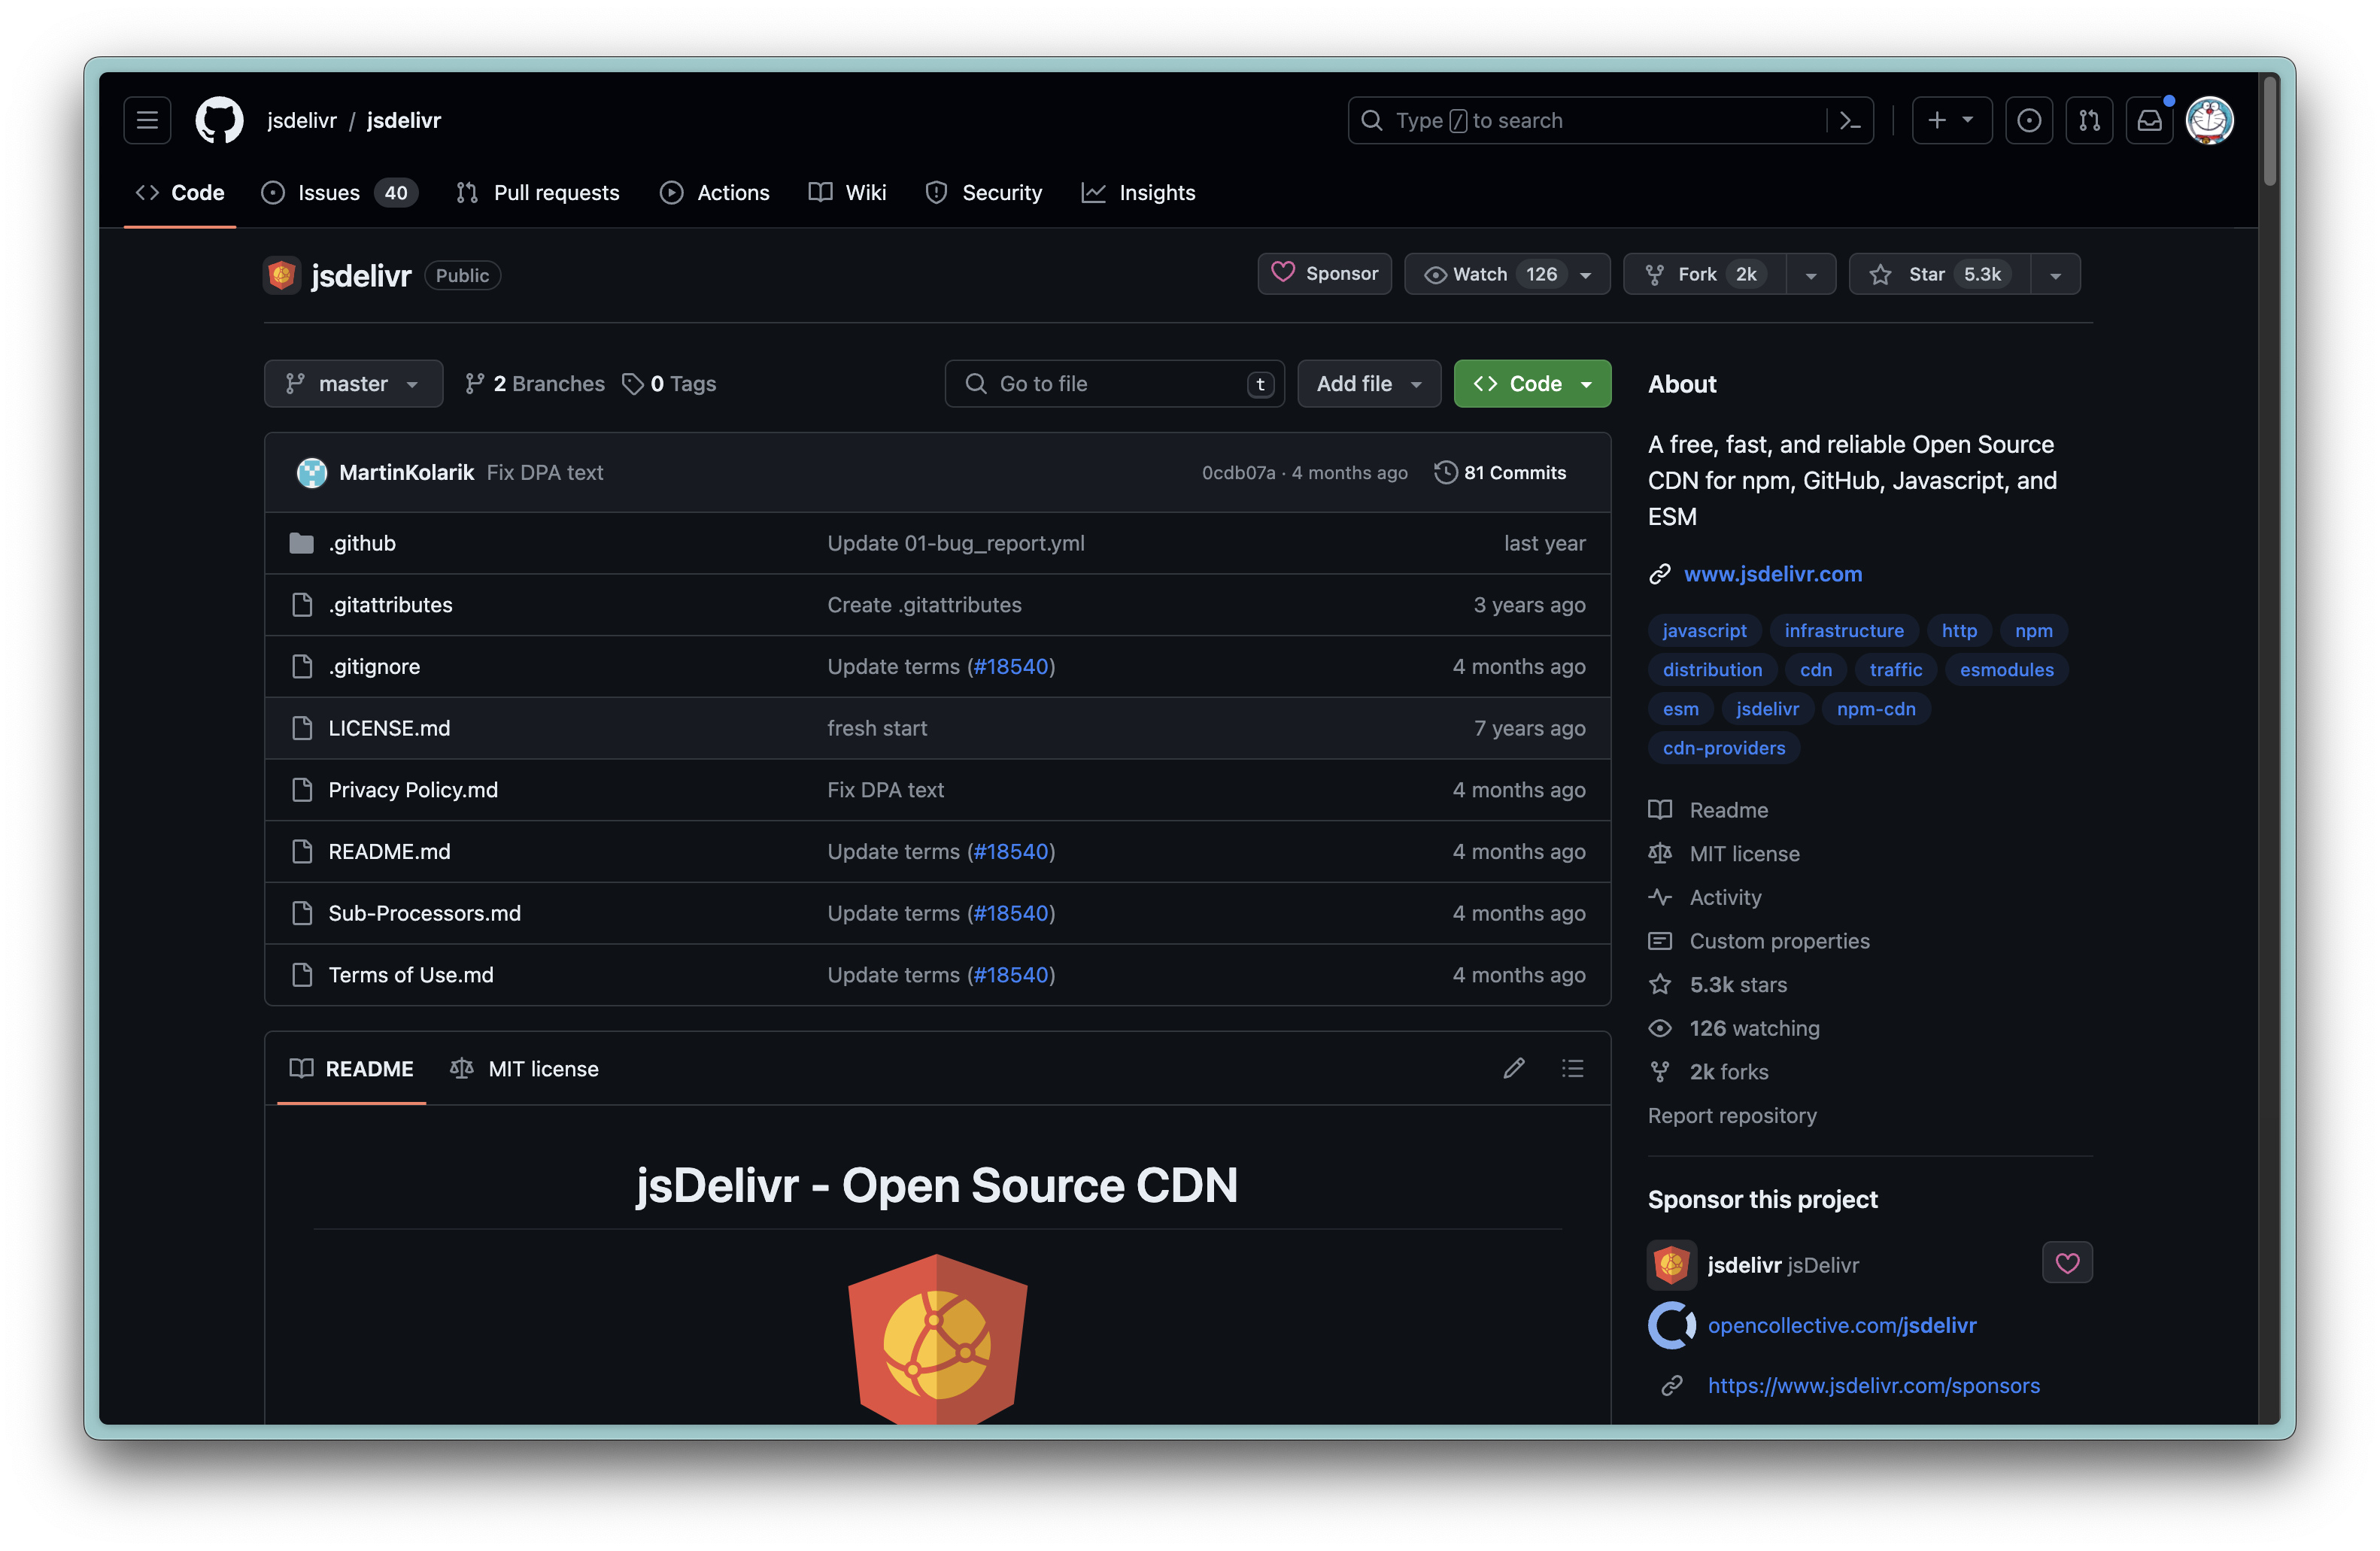 jsdelivr / jsdelivr
Type / to search
Code
Issues 40
Pull requests
Actions
Wiki
Security
Insights
jsdelivr Public
Sponsor
Watch 126
Fork 2k
Star 5.3k
master
2 Branches
0 Tags
Go to file t
Add file
Code
MartinKolarik Fix DPA text 0cdb07a · 4 months ago 81 Commits
.github Update 01-bug_report.yml last year
.gitattributes Create .gitattributes 3 years ago
.gitignore Update terms (#18540) 4 months ago
LICENSE.md fresh start 7 years ago
Privacy Policy.md Fix DPA text 4 months ago
README.md Update terms (#18540) 4 months ago
Sub-Processors.md Update terms (#18540) 4 months ago
Terms of Use.md Update terms (#18540) 4 months ago
README
MIT license
jsDelivr - Open Source CDN
About
A free, fast, and reliable Open Source
CDN for npm, GitHub, Javascript, and
ESM
www.jsdelivr.com
javascript infrastructure http npm
distribution cdn traffic esmodules
esm jsdelivr npm-cdn
cdn-providers
Readme
MIT license
Activity
Custom properties
5.3k stars
126 watching
2k forks
Report repository
Sponsor this project
jsdelivr jsDelivr
opencollective.com/jsdelivr
https://www.jsdelivr.com/sponsors